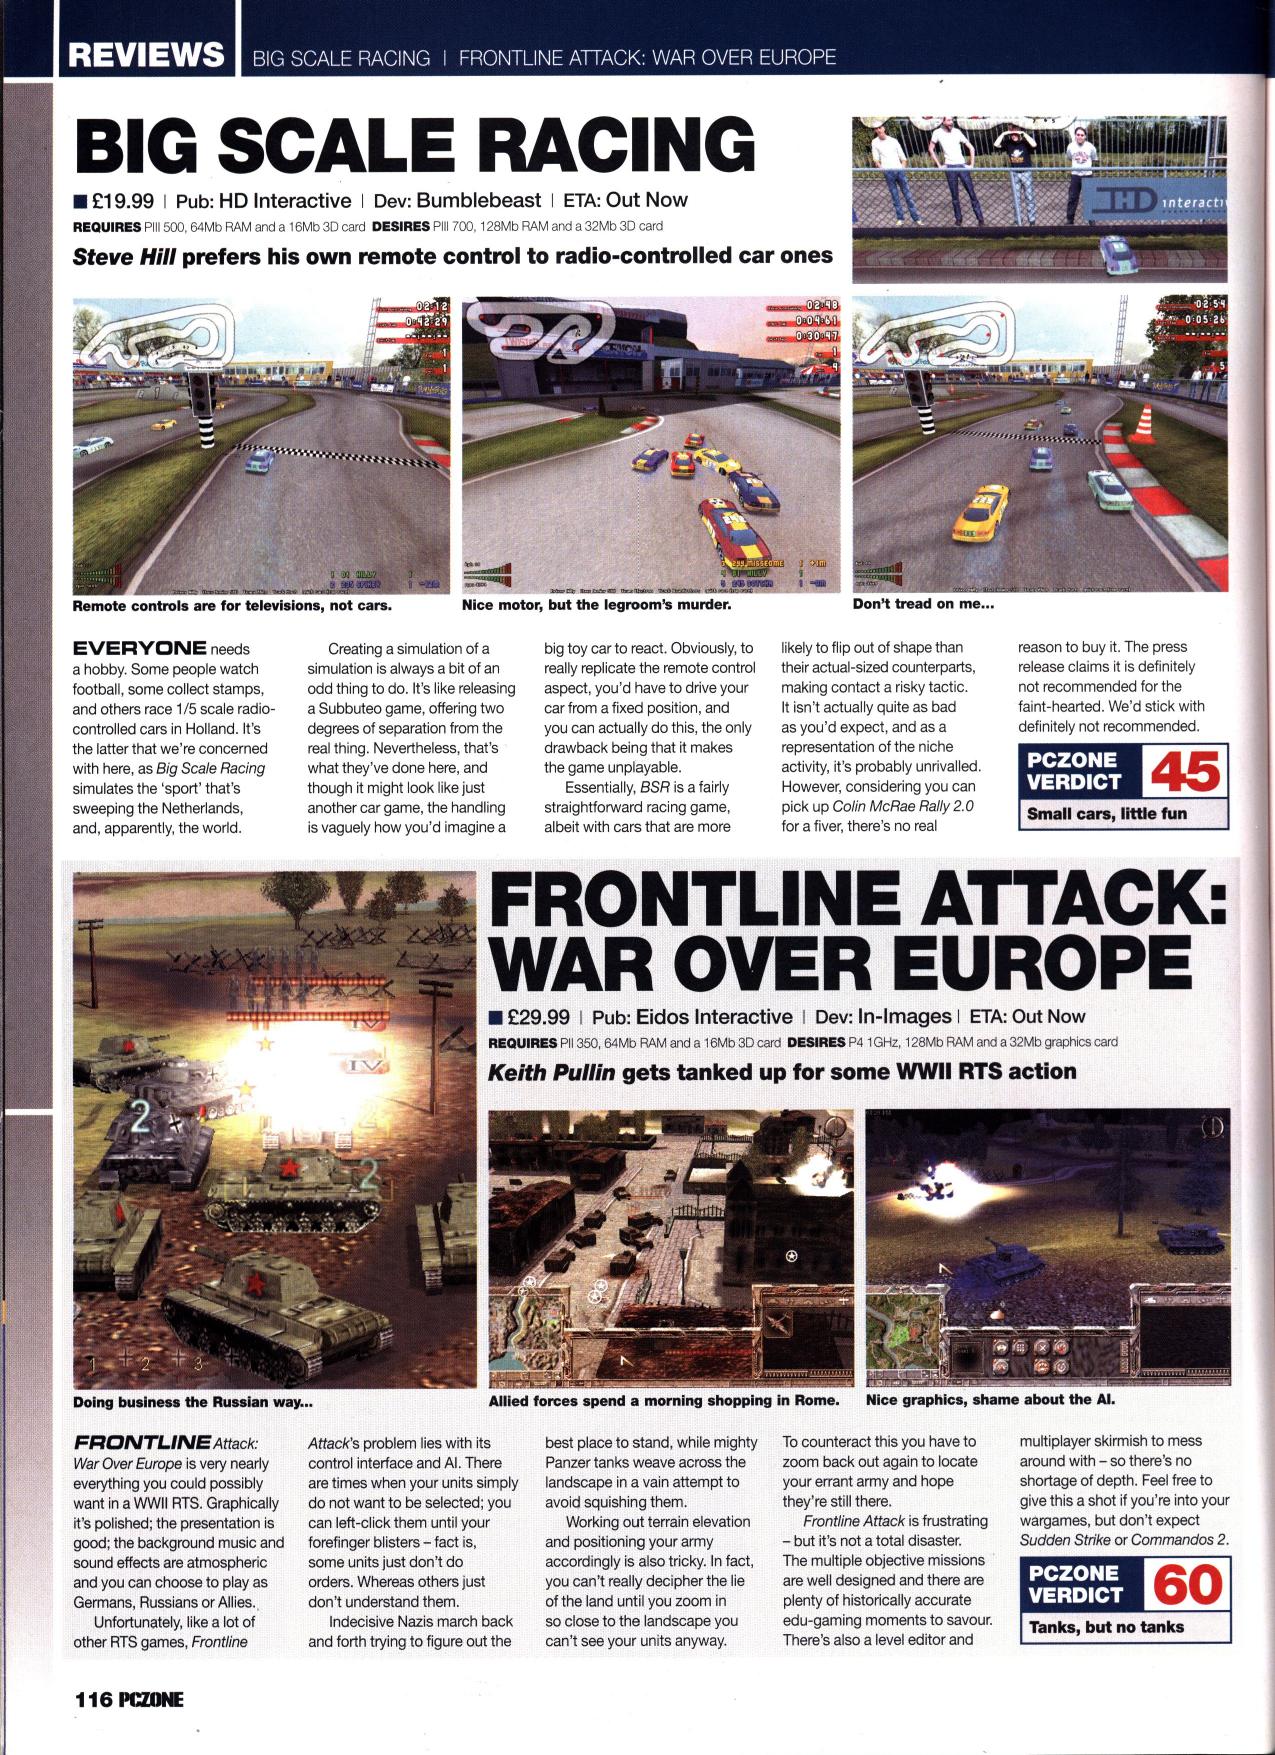 REVIEWS
BIG SCALE RACING | FRONTLINE ATTACK: WAR OVER EUROPE
BIG SCALE RACING
■ £19.99 | Pub: HD Interactive | Dev: Bumblebeast | ETA: Out Now
REQUIRES PIII 500, 64Mb RAM and a 16Mb 3D card DESIRES PIII 700, 128Mb RAM and a 32Mb 3D card
Steve Hill prefers his own remote control to radio-controlled car ones
HD interacti
02:12
0:42:29
02:48
0:04:61
0:30:47
02:54
0:05:26
Remote controls are for televisions, not cars.
Nice motor, but the legroom's murder.
Don't tread on me...
EVERYONE needs
a hobby. Some people watch
football, some collect stamps,
and others race 1/5 scale radio-
controlled cars in Holland. It's
the latter that we're concerned
with here, as Big Scale Racing
simulates the 'sport' that's
sweeping the Netherlands,
and, apparently, the world.
Creating a simulation of a
simulation is always a bit of an
odd thing to do. It's like releasing
a Subbuteo game, offering two
degrees of separation from the
real thing. Nevertheless, that's
what they've done here, and
though it might look like just
another car game, the handling
is vaguely how you'd imagine a
big toy car to react. Obviously, to
really replicate the remote control
aspect, you'd have to drive your
car from a fixed position, and
you can actually do this, the only
drawback being that it makes
the game unplayable.
Essentially, BSR is a fairly
straightforward racing game,
albeit with cars that are more
likely to flip out of shape than
their actual-sized counterparts,
making contact a risky tactic.
It isn't actually quite as bad
as you'd expect, and as a
representation of the niche
activity, it's probably unrivalled.
However, considering you can
pick up Colin McRae Rally 2.0
for a fiver, there's no real
reason to buy it. The press
release claims it is definitely
not recommended for the
faint-hearted. We'd stick with
definitely not recommended.
PCZONE
VERDICT
45
Small cars, little fun
FRONTLINE ATTACK:
WAR OVER EUROPE
■ £29.99 | Pub: Eidos Interactive | Dev: In-Images | ETA: Out Now
REQUIRES PII 350, 64Mb RAM and a 16Mb 3D card DESIRES P4 1GHz, 128Mb RAM and a 32Mb graphics card
Keith Pullin gets tanked up for some WWII RTS action
IV
IV
2
2
1 2 3
Doing business the Russian way...
Allied forces spend a morning shopping in Rome.
Nice graphics, shame about the AI.
FRONTLINE Attack:
War Over Europe is very nearly
everything you could possibly
want in a WWII RTS. Graphically
it's polished; the presentation is
good; the background music and
sound effects are atmospheric
and you can choose to play as
Germans, Russians or Allies.
Unfortunately, like a lot of
other RTS games, Frontline
Attack's problem lies with its
control interface and AI. There
are times when your units simply
do not want to be selected; you
can left-click them until your
forefinger blisters – fact is,
some units just don't do
orders. Whereas others just
don't understand them.
Indecisive Nazis march back
and forth trying to figure out the
best place to stand, while mighty
Panzer tanks weave across the
landscape in a vain attempt to
avoid squishing them.
Working out terrain elevation
and positioning your army
accordingly is also tricky. In fact,
you can't really decipher the lie
of the land until you zoom in
so close to the landscape you
can't see your units anyway.
To counteract this you have to
zoom back out again to locate
your errant army and hope
they're still there.
Frontline Attack is frustrating
– but it's not a total disaster.
The multiple objective missions
are well designed and there are
plenty of historically accurate
edu-gaming moments to savour.
There's also a level editor and
multiplayer skirmish to mess
around with – so there's no
shortage of depth. Feel free to
give this a shot if you're into your
wargames, but don't expect
Sudden Strike or Commandos 2.
PCZONE
VERDICT
60
Tanks, but no tanks
116 PCZONE